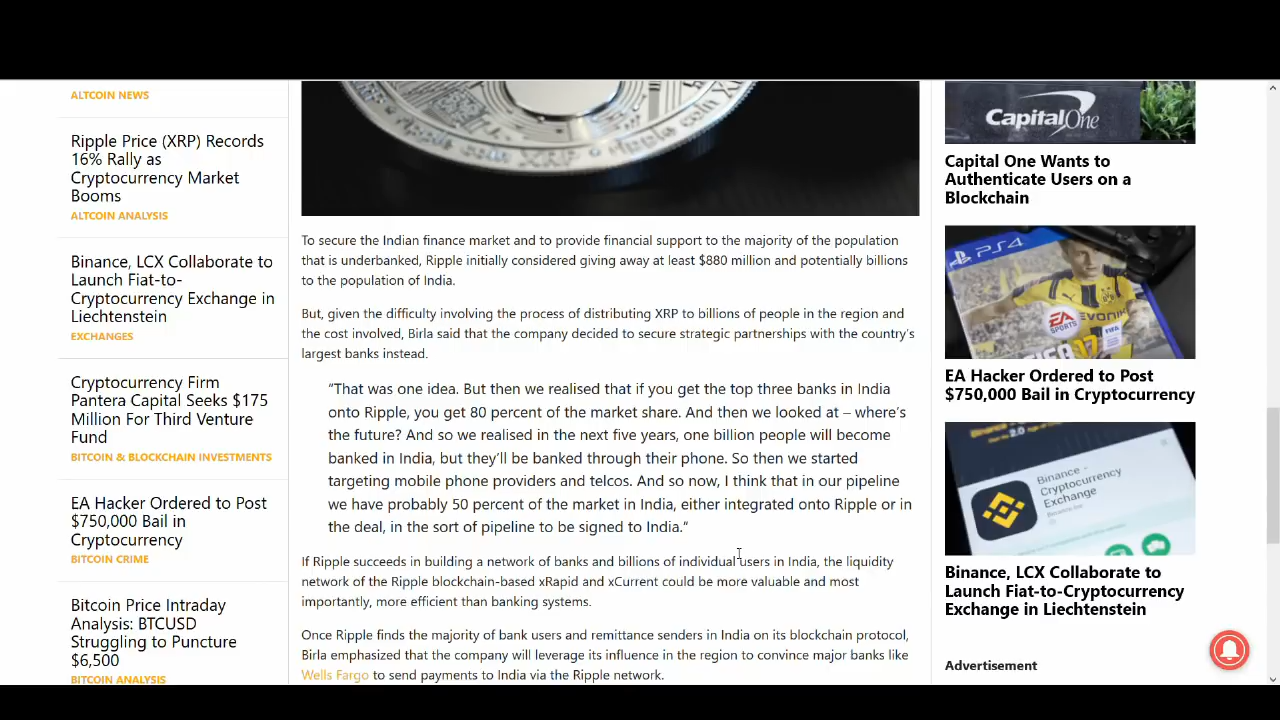 ALTCOIN NEWS
Ripple Price (XRP) Records
16% Rally as
Cryptocurrency Market
Booms
ALTCOIN ANALYSIS
Binance, LCX Collaborate to
Launch Fiat-to-
Cryptocurrency Exchange in
Liechtenstein
EXCHANGES
Cryptocurrency Firm
Pantera Capital Seeks $175
Million For Third Venture
Fund
BITCOIN & BLOCKCHAIN INVESTMENTS
EA Hacker Ordered to Post
$750,000 Bail in
Cryptocurrency
BITCOIN CRIME
Bitcoin Price Intraday
Analysis: BTCUSD
Struggling to Puncture
$6,500
BITCOIN ANALYSIS
XRP Ripple coin
To secure the Indian finance market and to provide financial support to the majority of the population
that is underbanked, Ripple initially considered giving away at least $880 million and potentially billions
to the population of India.
But, given the difficulty involving the process of distributing XRP to billions of people in the region and
the cost involved, Birla said that the company decided to secure strategic partnerships with the country's
largest banks instead.
“That was one idea. But then we realised that if you get the top three banks in India
onto Ripple, you get 80 percent of the market share. And then we looked at – where's
the future? And so we realised in the next five years, one billion people will become
banked in India, but they'll be banked through their phone. So then we started
targeting mobile phone providers and telcos. And so now, I think that in our pipeline
we have probably 50 percent of the market in India, either integrated onto Ripple or in
the deal, in the sort of pipeline to be signed to India.”
If Ripple succeeds in building a network of banks and billions of individual users in India, the liquidity
network of the Ripple blockchain-based xRapid and xCurrent could be more valuable and most
importantly, more efficient than banking systems.
Once Ripple finds the majority of bank users and remittance senders in India on its blockchain protocol,
Birla emphasized that the company will leverage its influence in the region to convince major banks like
Wells Fargo to send payments to India via the Ripple network.
Capital One
Capital One Wants to
Authenticate Users on a
Blockchain
PS4
EA
SPORTS
FIFA 17
EA Hacker Ordered to Post
$750,000 Bail in Cryptocurrency
Binance -
Cryptocurrency
Exchange
Binance, LCX Collaborate to
Launch Fiat-to-Cryptocurrency
Exchange in Liechtenstein
Advertisement